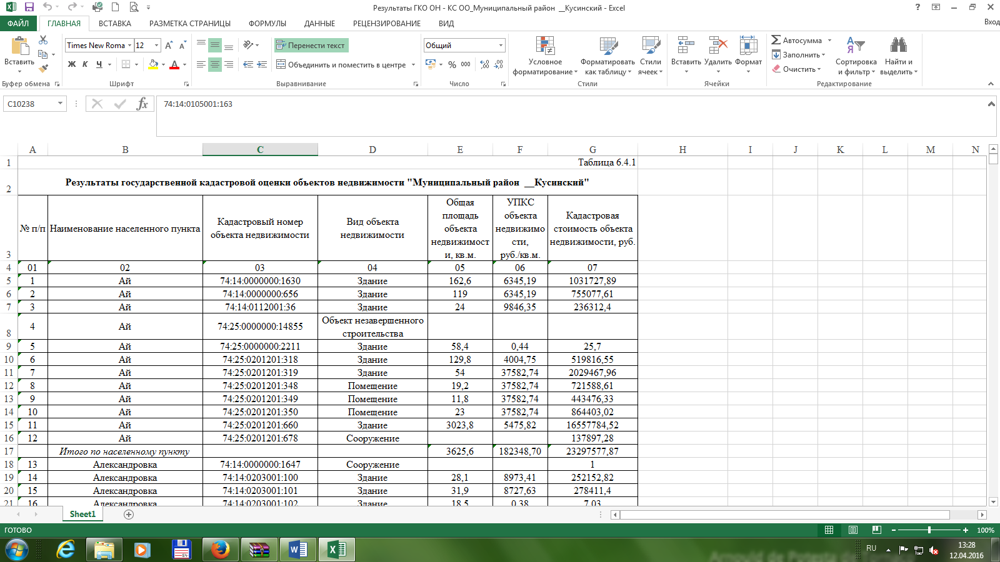 Результаты ГКО ОН - КС ОО_Муниципальный район __Кусинский - Excel
Вход
ФАЙЛ ГЛАВНАЯ ВСТАВКА РАЗМЕТКА СТРАНИЦЫ ФОРМУЛЫ ДАННЫЕ РЕЦЕНЗИРОВАНИЕ ВИД
Вставить
Times New Roma 12
Ж К Ч
Перенести текст
Объединить и поместить в центре
Общий
% 000
Условное форматирование
Форматировать как таблицу
Стили ячеек
Вставить Удалить Формат
Автосумма
Заполнить
Очистить
Сортировка и фильтр
Найти и выделить
Буфер обмена Шрифт Выравнивание Число Стили Ячейки Редактирование
C10238 fx 74:14:0105001:163
A B C D E F G H I J K L M N
1 Таблица 6.4.1
2 Результаты государственной кадастровой оценки объектов недвижимости "Муниципальный район __Кусинский"
3 № п/п Наименование населенного пункта Кадастровый номер объекта недвижимости Вид объекта недвижимости Общая площадь объекта недвижимости, кв.м. УПКС объекта недвижимости, руб./кв.м. Кадастровая стоимость объекта недвижимости, руб.
4 01 02 03 04 05 06 07
5 1 Ай 74:14:0000000:1630 Здание 162,6 6345,19 1031727,89
6 2 Ай 74:14:0000000:656 Здание 119 6345,19 755077,61
7 3 Ай 74:14:0112001:36 Здание 24 9846,35 236312,4
8 4 Ай 74:25:0000000:14855 Объект незавершенного строительства
9 5 Ай 74:25:0000000:2211 Здание 58,4 0,44 25,7
10 6 Ай 74:25:0201201:318 Здание 129,8 4004,75 519816,55
11 7 Ай 74:25:0201201:319 Здание 54 37582,74 2029467,96
12 8 Ай 74:25:0201201:348 Помещение 19,2 37582,74 721588,61
13 9 Ай 74:25:0201201:349 Помещение 11,8 37582,74 443476,33
14 10 Ай 74:25:0201201:350 Помещение 23 37582,74 864403,02
15 11 Ай 74:25:0201201:660 Здание 3023,8 5475,82 16557784,52
16 12 Ай 74:25:0201201:678 Сооружение 137897,28
17 Итого по населенному пункту 3625,6 182348,70 23297577,87
18 13 Александровка 74:14:0000000:1647 Сооружение 1
19 14 Александровка 74:14:0203001:100 Здание 28,1 8973,41 252152,82
20 15 Александровка 74:14:0203001:101 Здание 31,9 8727,63 278411,4
21 16 Александровка 74:14:0203001:102 Здание 18,5 0,38 7,03
Sheet1
ГОТОВО 100%
RU 13:28
12.04.2016